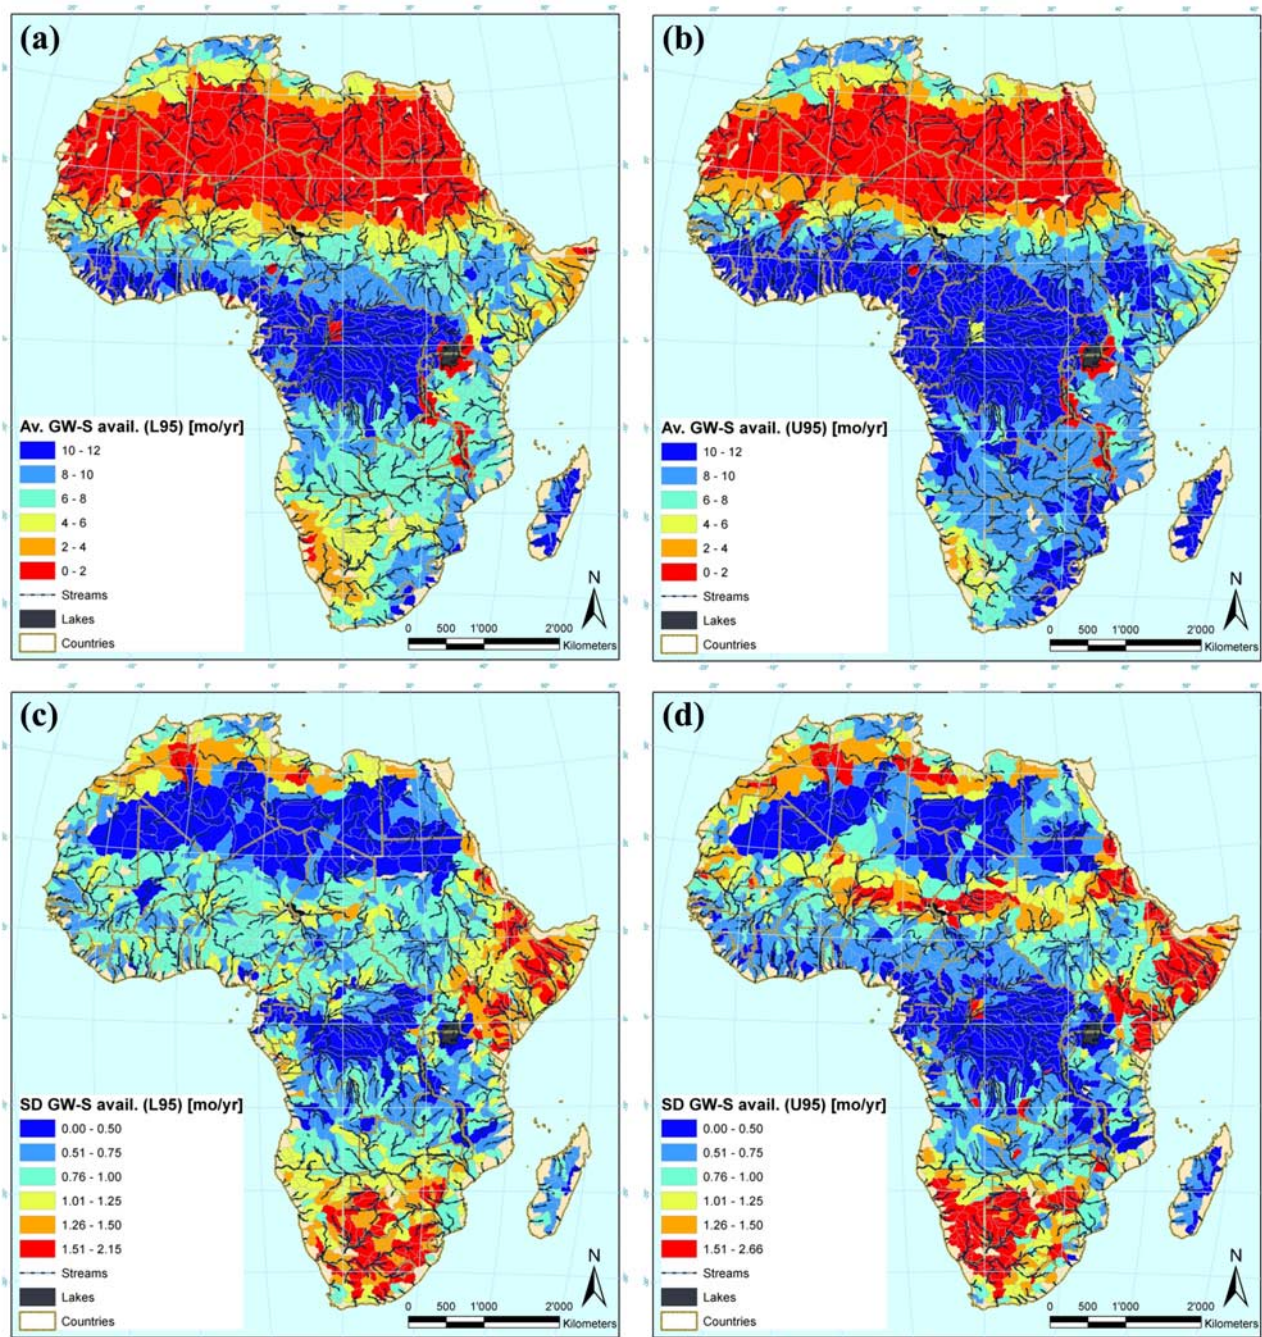 (a)
Av. GW-S avail. (L95) [mo/yr]
10 - 12
8 - 10
6 - 8
4 - 6
2 - 4
0 - 2
Streams
Lakes
Countries
N
0 500 1'000 2'000
Kilometers
(b)
Av. GW-S avail. (U95) [mo/yr]
10 - 12
8 - 10
6 - 8
4 - 6
2 - 4
0 - 2
Streams
Lakes
Countries
N
0 500 1'000 2'000
Kilometers
(c)
SD GW-S avail. (L95) [mo/yr]
0.00 - 0.50
0.51 - 0.75
0.76 - 1.00
1.01 - 1.25
1.26 - 1.50
1.51 - 2.15
Streams
Lakes
Countries
N
0 500 1'000 2'000
Kilometers
(d)
SD GW-S avail. (U95) [mo/yr]
0.00 - 0.50
0.51 - 0.75
0.76 - 1.00
1.01 - 1.25
1.26 - 1.50
1.51 - 2.66
Streams
Lakes
Countries
N
0 500 1'000 2'000
Kilometers